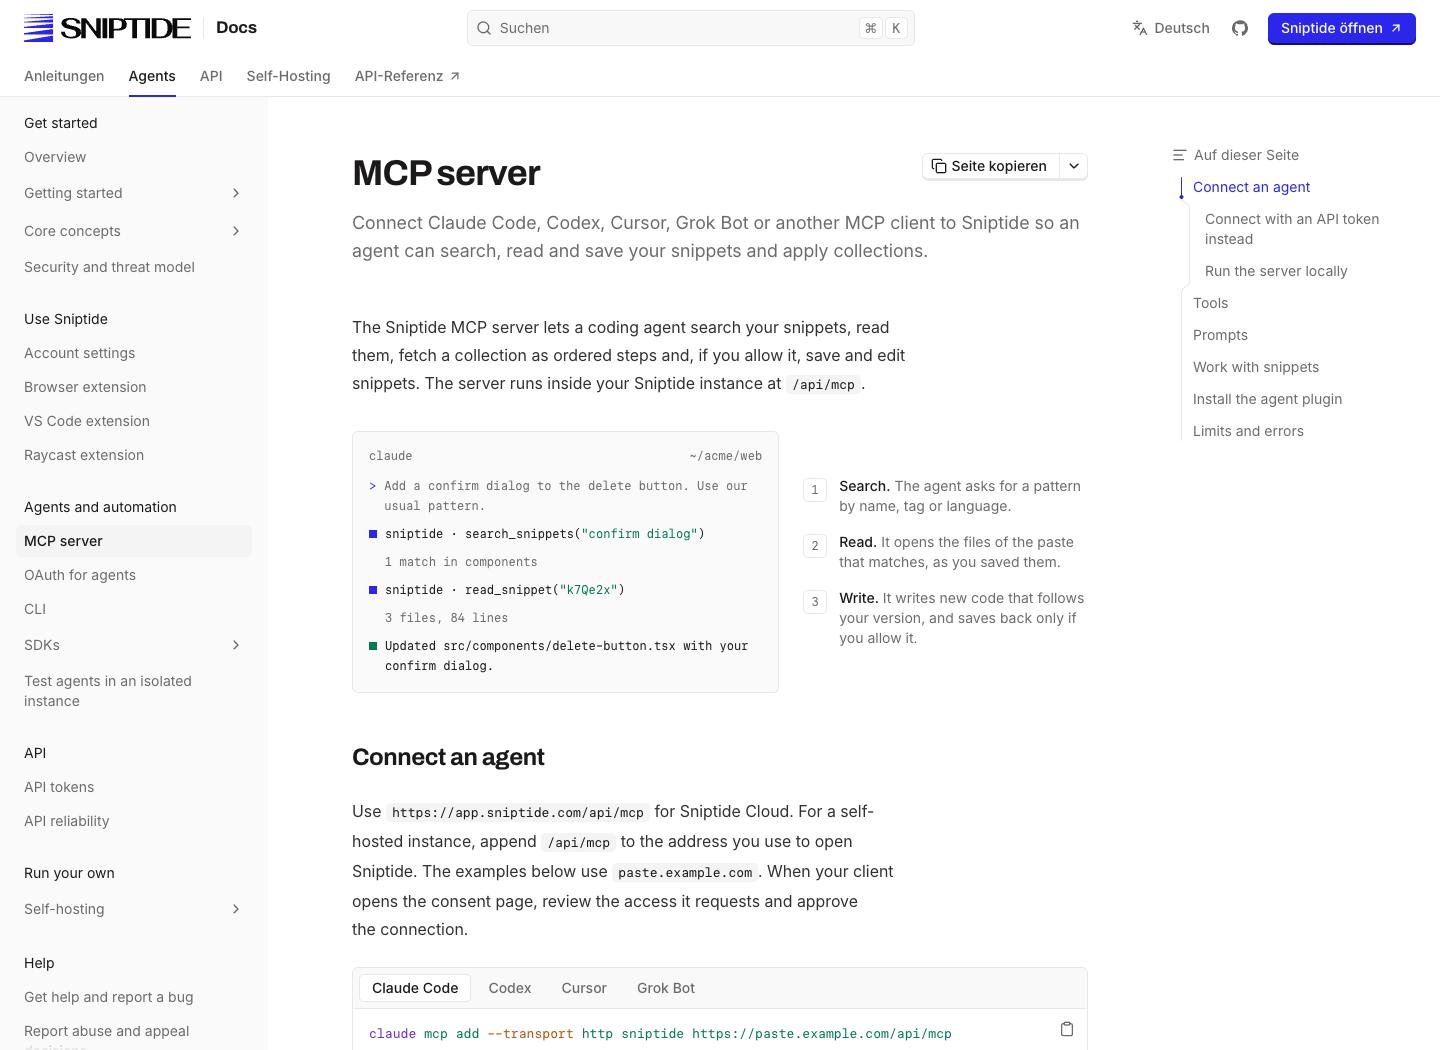 SNIPTIDE Docs
Suchen
⌘ K
Deutsch
Sniptide öffnen
Anleitungen
Agents
API
Self-Hosting
API-Referenz
Get started
Overview
Getting started
Core concepts
Security and threat model
Use Sniptide
Account settings
Browser extension
VS Code extension
Raycast extension
Agents and automation
MCP server
OAuth for agents
CLI
SDKs
Test agents in an isolated
instance
API
API tokens
API reliability
Run your own
Self-hosting
Help
Get help and report a bug
Report abuse and appeal
MCP server
Seite kopieren
Connect Claude Code, Codex, Cursor, Grok Bot or another MCP client to Sniptide so an
agent can search, read and save your snippets and apply collections.
The Sniptide MCP server lets a coding agent search your snippets, read
them, fetch a collection as ordered steps and, if you allow it, save and edit
snippets. The server runs inside your Sniptide instance at /api/mcp.
claude
~/acme/web
> Add a confirm dialog to the delete button. Use our
usual pattern.
sniptide · search_snippets("confirm dialog")
1 match in components
sniptide · read_snippet("k7Qe2x")
3 files, 84 lines
Updated src/components/delete-button.tsx with your
confirm dialog.
1 Search. The agent asks for a pattern
by name, tag or language.
2 Read. It opens the files of the paste
that matches, as you saved them.
3 Write. It writes new code that follows
your version, and saves back only if
you allow it.
Connect an agent
Use https://app.sniptide.com/api/mcp for Sniptide Cloud. For a self-
hosted instance, append /api/mcp to the address you use to open
Sniptide. The examples below use paste.example.com. When your client
opens the consent page, review the access it requests and approve
the connection.
Claude Code
Codex
Cursor
Grok Bot
claude mcp add --transport http sniptide https://paste.example.com/api/mcp
Auf dieser Seite
Connect an agent
Connect with an API token
instead
Run the server locally
Tools
Prompts
Work with snippets
Install the agent plugin
Limits and errors